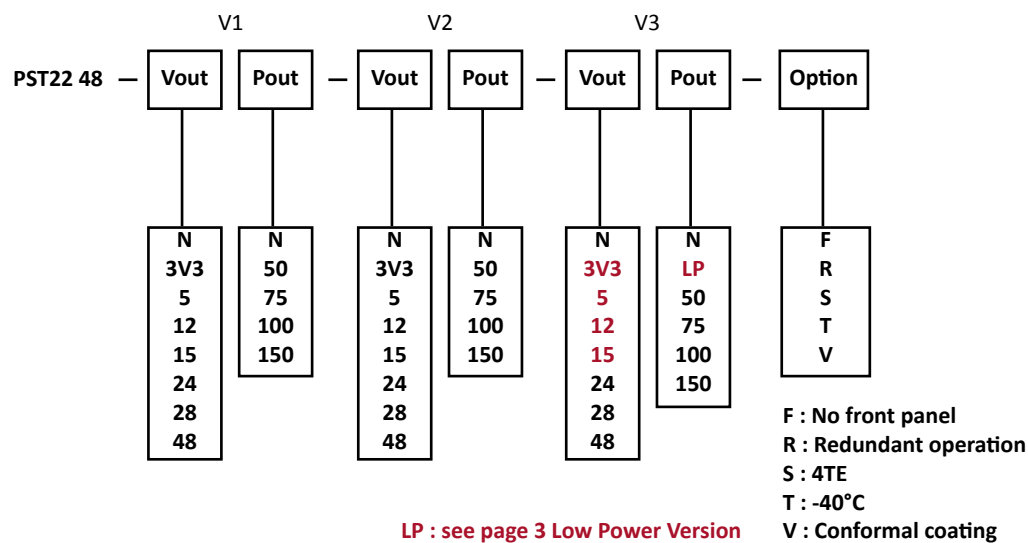 V1 V2 V3
PST22 48 — Vout Pout — Vout Pout — Vout Pout — Option
N N N N N N F
3V3 50 3V3 50 3V3 LP R
5 75 5 75 5 50 S
12 100 12 100 12 75 T
15 150 15 150 15 100 V
24 24 24 150
28 28 28
48 48 48
F : No front panel
R : Redundant operation
S : 4TE
T : -40°C
LP : see page 3 Low Power Version
V : Conformal coating